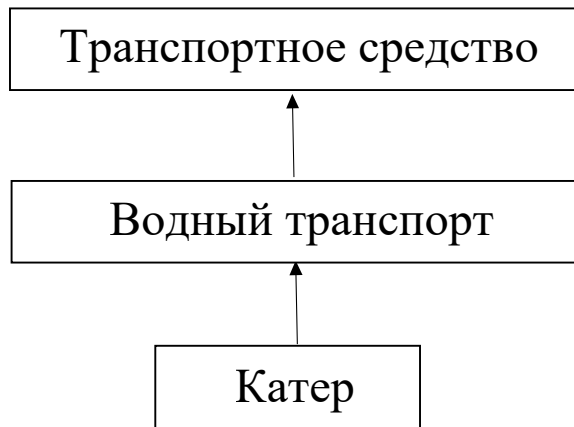 Транспортное средство
Водный транспорт
Катер